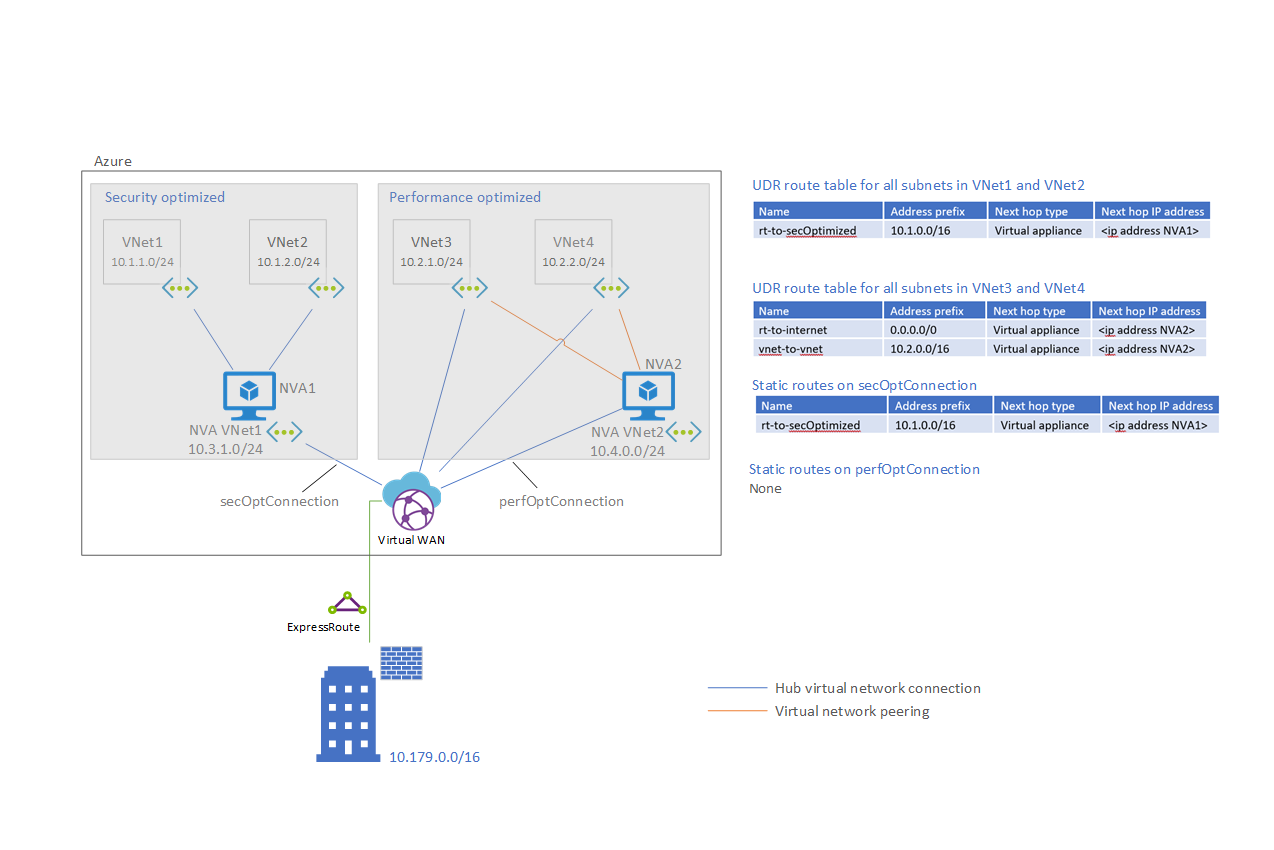 Azure
Security optimized
Performance optimized
VNet1
10.1.1.0/24
VNet2
10.1.2.0/24
VNet3
10.2.1.0/24
VNet4
10.2.2.0/24
NVA1
NVA VNet1
10.3.1.0/24
NVA2
NVA VNet2
10.4.0.0/24
secOptConnection
perfOptConnection
Virtual WAN
ExpressRoute
10.179.0.0/16
UDR route table for all subnets in VNet1 and VNet2
Name Address prefix Next hop type Next hop IP address
rt-to-secOptimized 10.1.0.0/16 Virtual appliance <ip address NVA1>
UDR route table for all subnets in VNet3 and VNet4
Name Address prefix Next hop type Next hop IP address
rt-to-internet 0.0.0.0/0 Virtual appliance <ip address NVA2>
vnet-to-vnet 10.2.0.0/16 Virtual appliance <ip address NVA2>
Static routes on secOptConnection
Name Address prefix Next hop type Next hop IP address
rt-to-secOptimized 10.1.0.0/16 Virtual appliance <ip address NVA1>
Static routes on perfOptConnection
None
Hub virtual network connection
Virtual network peering